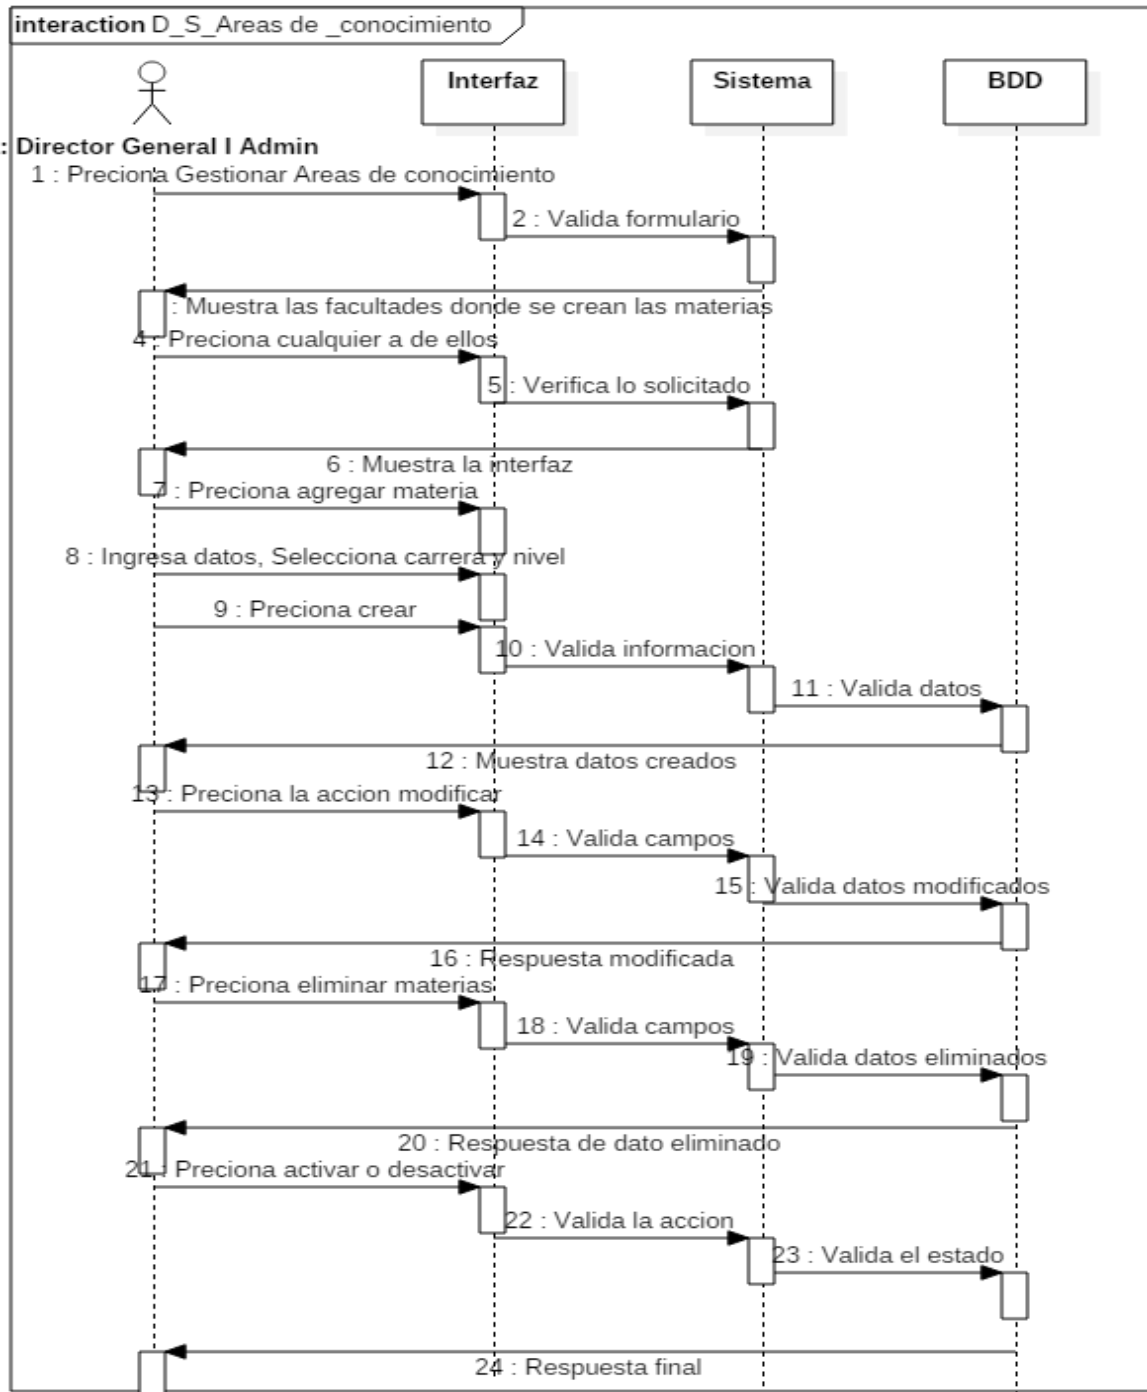 interaction D_S_Areas de _conocimiento
Interfaz
Sistema
BDD
: Director General I Admin
1 : Preciona Gestionar Areas de conocimiento
2 : Valida formulario
: Muestra las facultades donde se crean las materias
4 : Preciona cualquier a de ellos
5 : Verifica lo solicitado
6 : Muestra la interfaz
7 : Preciona agregar materia
8 : Ingresa datos, Selecciona carrera y nivel
9 : Preciona crear
10 : Valida informacion
11 : Valida datos
12 : Muestra datos creados
13 : Preciona la accion modificar
14 : Valida campos
15 : Valida datos modificados
16 : Respuesta modificada
17 : Preciona eliminar materias
18 : Valida campos
19 : Valida datos eliminados
20 : Respuesta de dato eliminado
21 : Preciona activar o desactivar
22 : Valida la accion
23 : Valida el estado
24 : Respuesta final